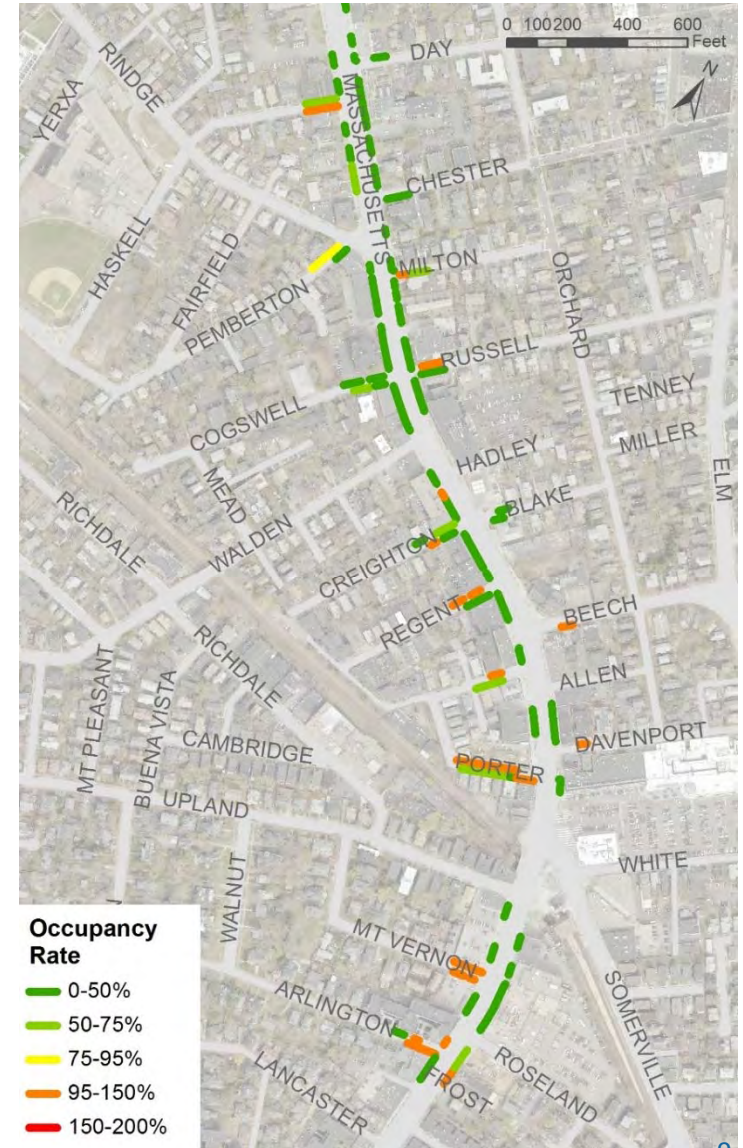 0 100 200 400 600
Feet
N
DAY
RINDGE
YERXA
MASSACHUSETTS
CHESTER
HASKELL
FAIRFIELD
MILTON
ORCHARD
PEMBERTON
RUSSELL
TENNEY
COGSWELL
MILLER
HADLEY
ELM
MEAD
RICHDALE
BLAKE
WALDEN
CREIGHTON
BEECH
REGENT
RICHDALE
ALLEN
MT PLEASANT
BUENA VISTA
DAVENPORT
CAMBRIDGE
PORTER
UPLAND
WHITE
WALNUT
MT VERNON
SOMERVILLE
ARLINGTON
ROSELAND
LANCASTER
FROST
Occupancy
Rate
0-50%
50-75%
75-95%
95-150%
150-200%